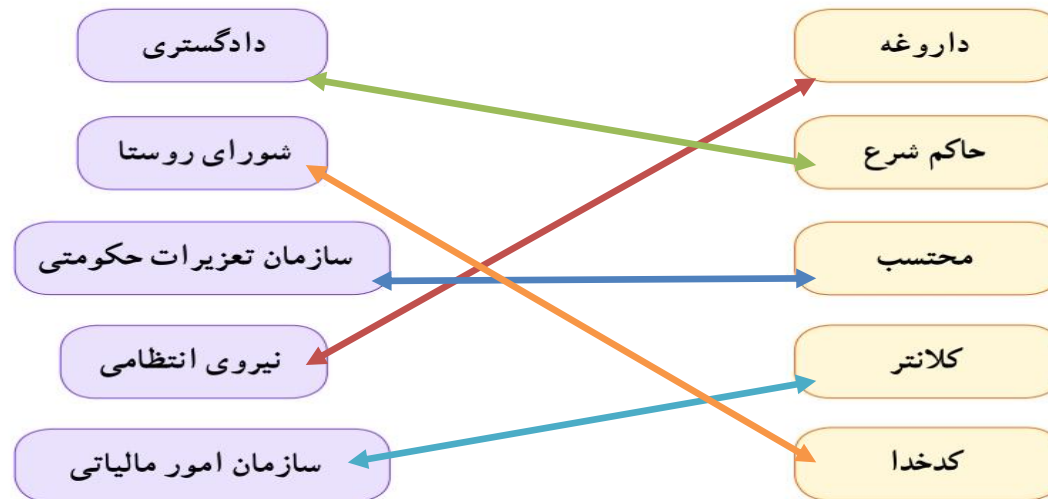 داروغه
دادگستری
حاکم شرع
شورای روستا
محتسب
سازمان تعزیرات حکومتی
کلانتر
نیروی انتظامی
کدخدا
سازمان امور مالیاتی